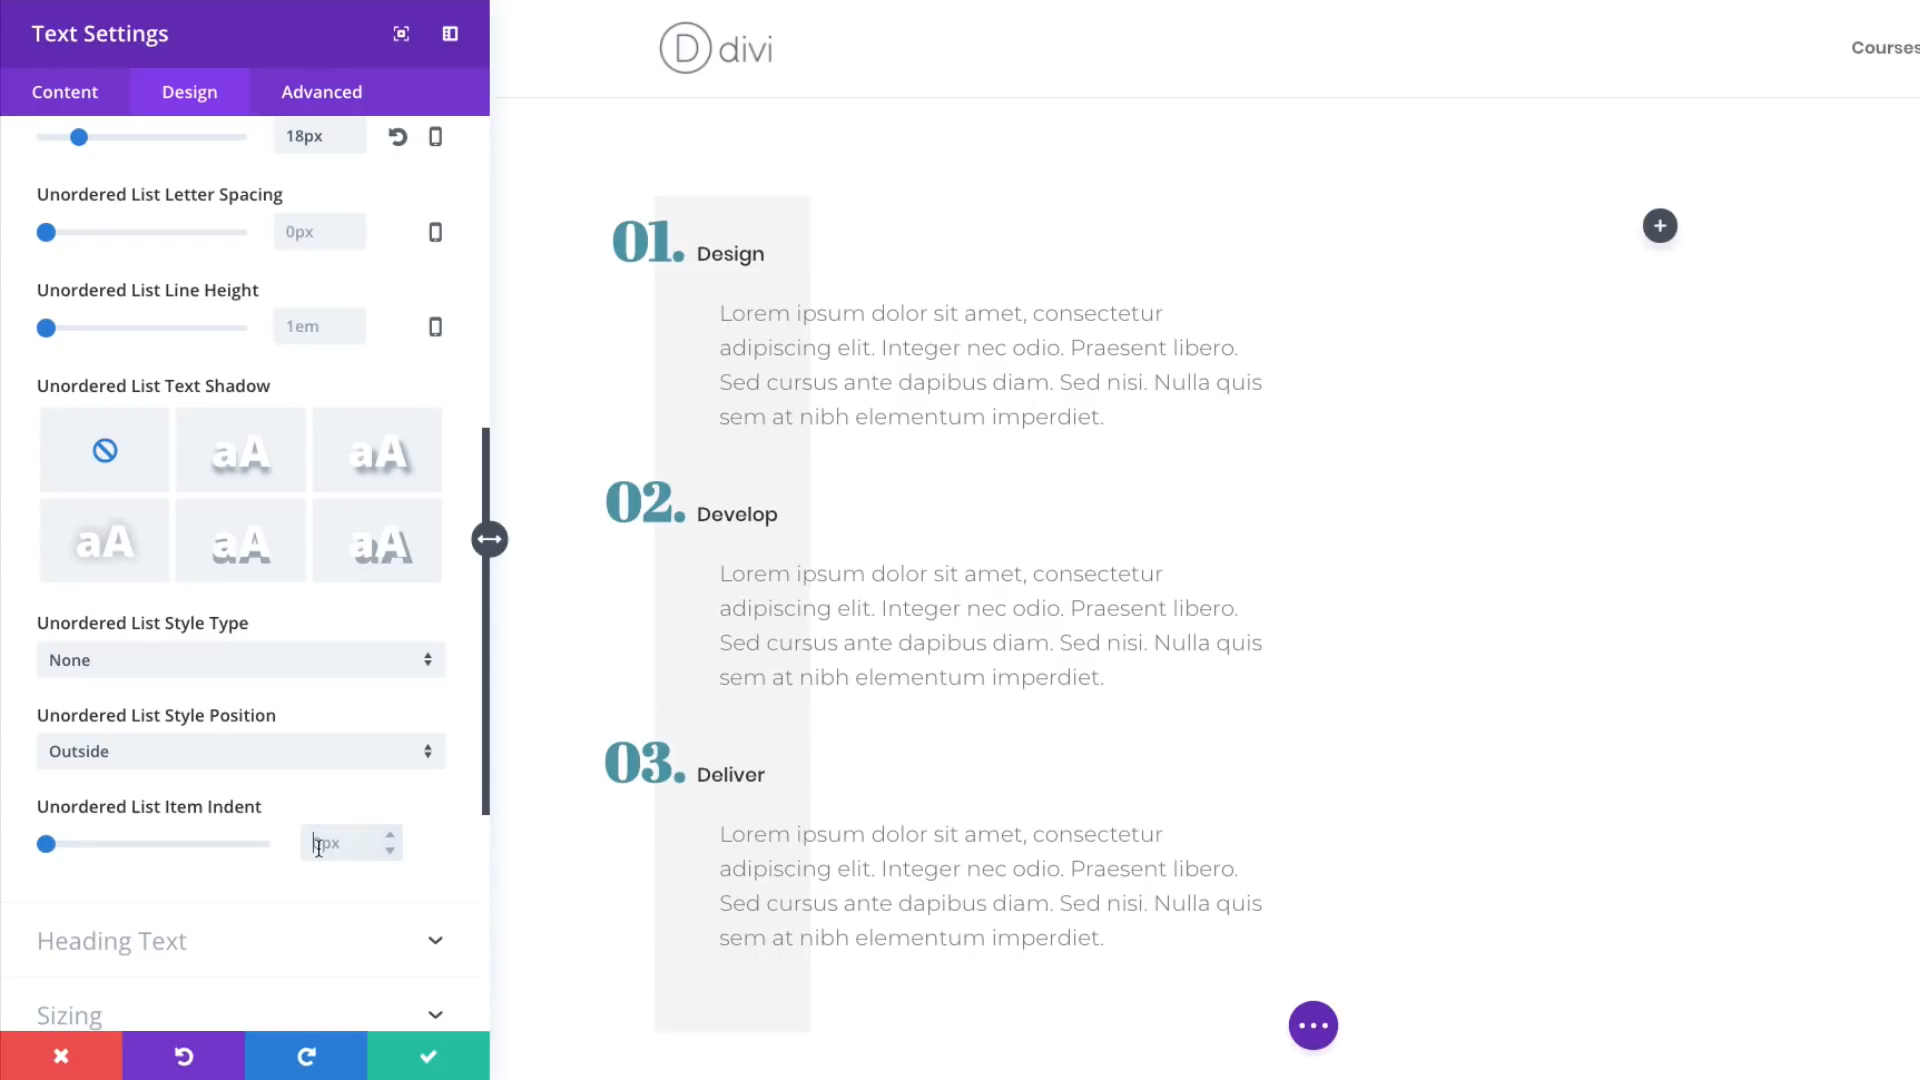 Text Settings
Content
Design
Advanced
18px
Unordered List Letter Spacing
0px
Unordered List Line Height
1em
Unordered List Text Shadow
aA
aA
aA
aA
aA
Unordered List Style Type
None
Unordered List Style Position
Outside
Unordered List Item Indent
Heading Text
Sizing
D divi
Courses
01. Design
Lorem ipsum dolor sit amet, consectetur
adipiscing elit. Integer nec odio. Praesent libero.
Sed cursus ante dapibus diam. Sed nisi. Nulla quis
sem at nibh elementum imperdiet.
02. Develop
Lorem ipsum dolor sit amet, consectetur
adipiscing elit. Integer nec odio. Praesent libero.
Sed cursus ante dapibus diam. Sed nisi. Nulla quis
sem at nibh elementum imperdiet.
03. Deliver
Lorem ipsum dolor sit amet, consectetur
adipiscing elit. Integer nec odio. Praesent libero.
Sed cursus ante dapibus diam. Sed nisi. Nulla quis
sem at nibh elementum imperdiet.